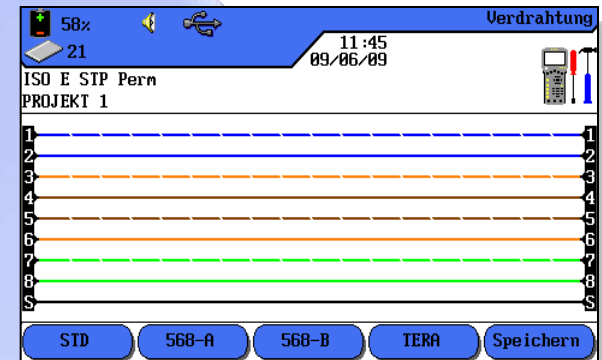 58% Verdrahtung
21 11:45
09/06/09
ISO E STP Perm
PROJEKT 1
1 1
2 2
3 3
4 4
5 5
6 6
7 7
8 8
S S
STD 568-A 568-B TERA Speichern